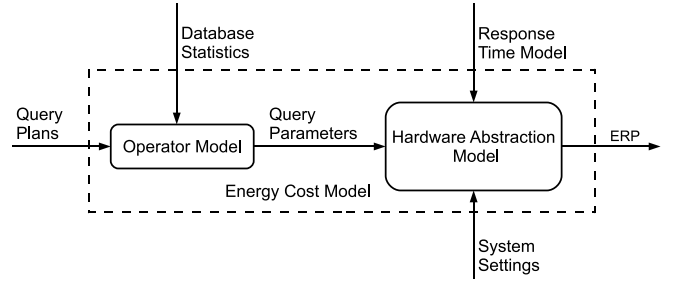 Database
Statistics
Response
Time Model
Query
Plans
Operator Model
Query
Parameters
Hardware Abstraction
Model
ERP
Energy Cost Model
System
Settings